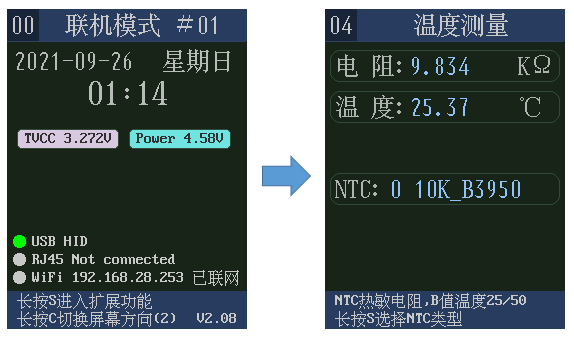 00 联机模式 #01
2021-09-26 星期日
01:14
TVCC 3.272V Power 4.58V
USB HID
RJ45 Not connected
WiFi 192.168.28.253 已联网
长按S进入扩展功能
长按C切换屏幕方向(2) V2.08
04 温度测量
电 阻: 9.834 KΩ
温 度: 25.37 ℃
NTC: 0 10K_B3950
NTC热敏电阻,B值温度25/50
长按S选择NTC类型